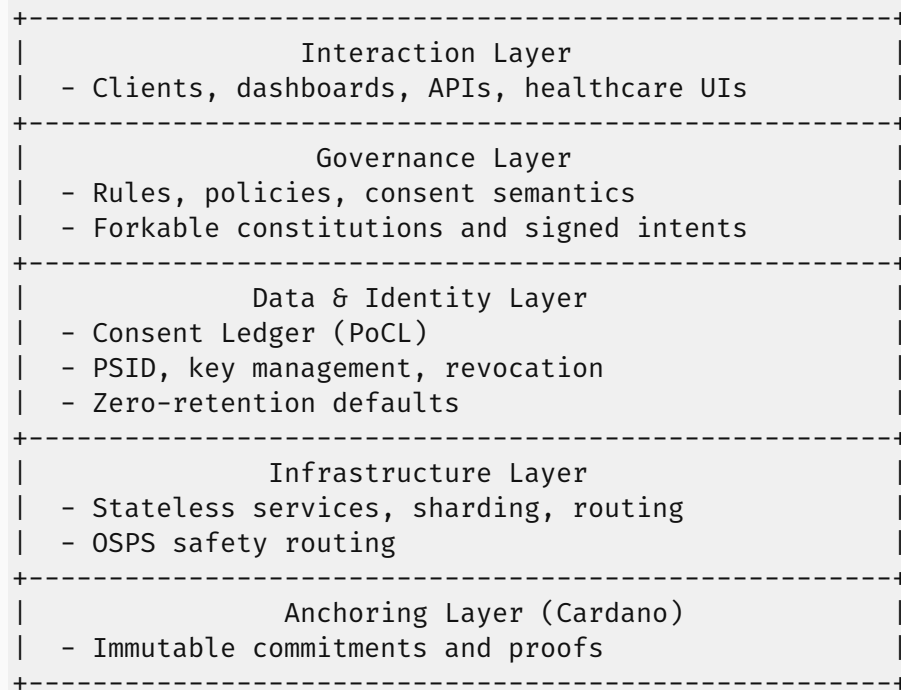 Interaction Layer
- Clients, dashboards, APIs, healthcare UIs
Governance Layer
- Rules, policies, consent semantics
- Forkable constitutions and signed intents
Data & Identity Layer
- Consent Ledger (PoCL)
- PSID, key management, revocation
- Zero-retention defaults
Infrastructure Layer
- Stateless services, sharding, routing
- OSPS safety routing
Anchoring Layer (Cardano)
- Immutable commitments and proofs